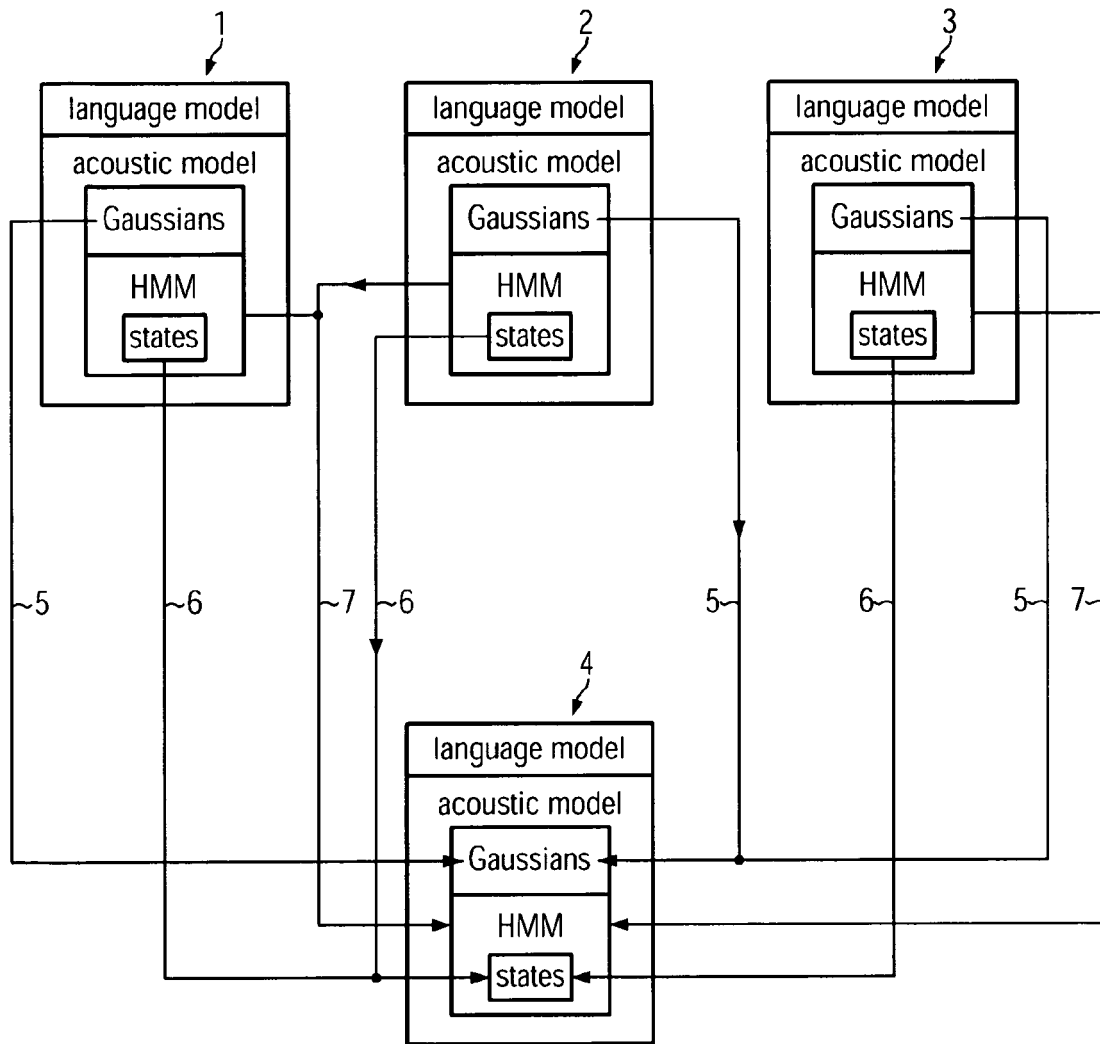 1
2
3
language model
language model
language model
acoustic model
acoustic model
acoustic model
Gaussians
Gaussians
Gaussians
HMM
HMM
HMM
states
states
states
5
6
7
6
5
6
5
7
4
language model
acoustic model
Gaussians
HMM
states